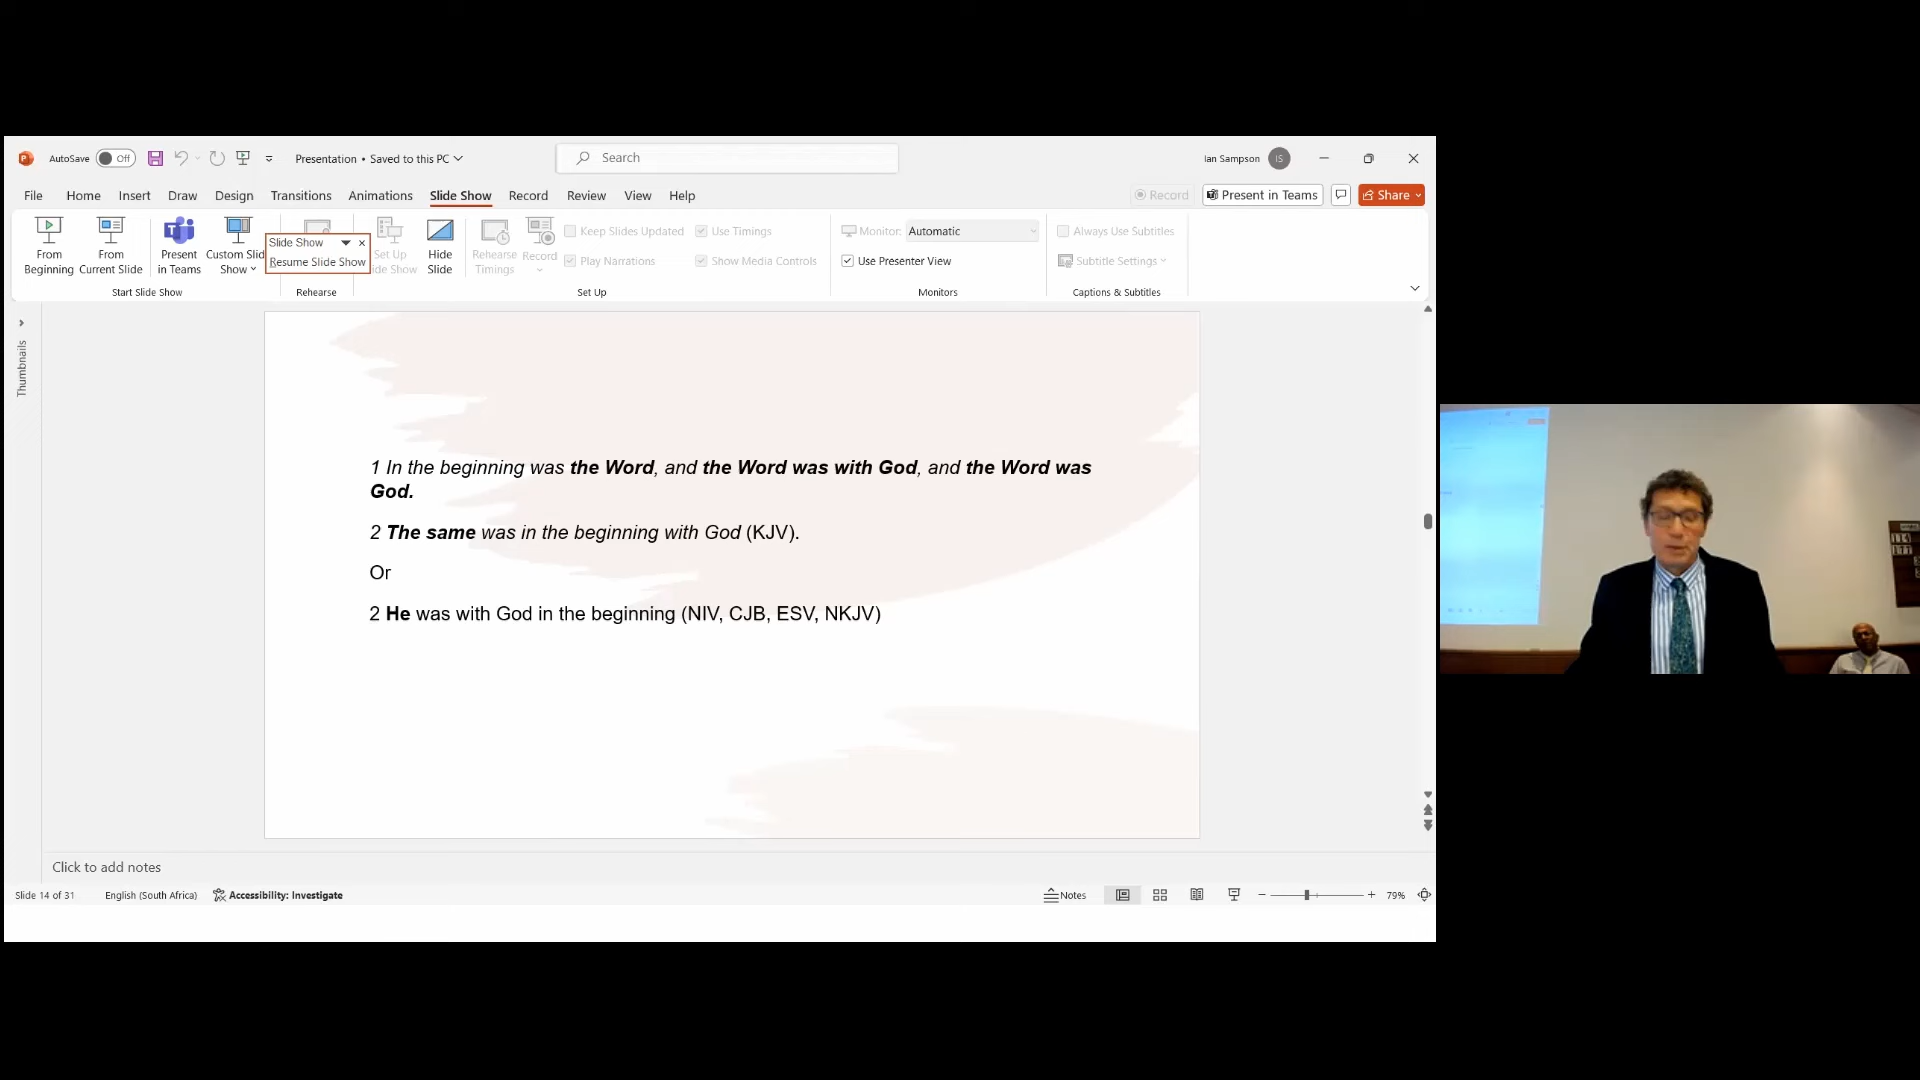 AutoSave Off Presentation • Saved to this PC Search Ian Sampson IS
File Home Insert Draw Design Transitions Animations Slide Show Record Review View Help Record Present in Teams Share
From Beginning
From Current Slide
Present in Teams
Custom Slid Show
Slide Show
Resume Slide Show
Set Up
ide Show
Hide Slide
Rehearse Timings
Record
Keep Slides Updated
Play Narrations
Use Timings
Show Media Controls
Monitor: Automatic
Use Presenter View
Always Use Subtitles
Subtitle Settings
Start Slide Show Rehearse Set Up Monitors Captions & Subtitles
Thumbnails
1 In the beginning was the Word, and the Word was with God, and the Word was
God.
2 The same was in the beginning with God (KJV).
Or
2 He was with God in the beginning (NIV, CJB, ESV, NKJV)
Click to add notes
Slide 14 of 31 English (South Africa) Accessibility: Investigate Notes 79%